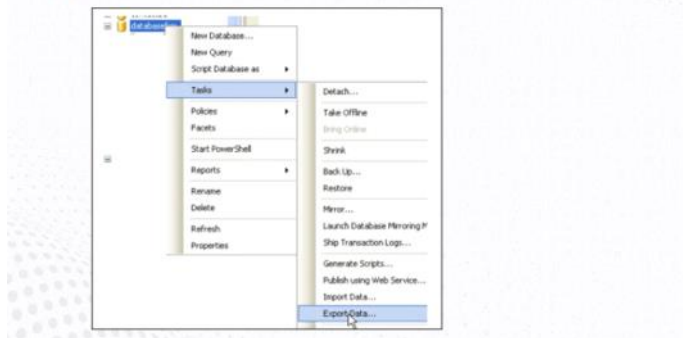 New Database...
New Query
Script Database as
Tasks
Policies
Facets
Start PowerShell
Reports
Rename
Delete
Refresh
Properties
Detach...
Take Offline
Bring Online
Shrink
Back Up...
Restore
Mirror...
Launch Database Mirroring M
Ship Transaction Logs...
Generate Scripts...
Publish using Web Service...
Import Data...
Export Data...